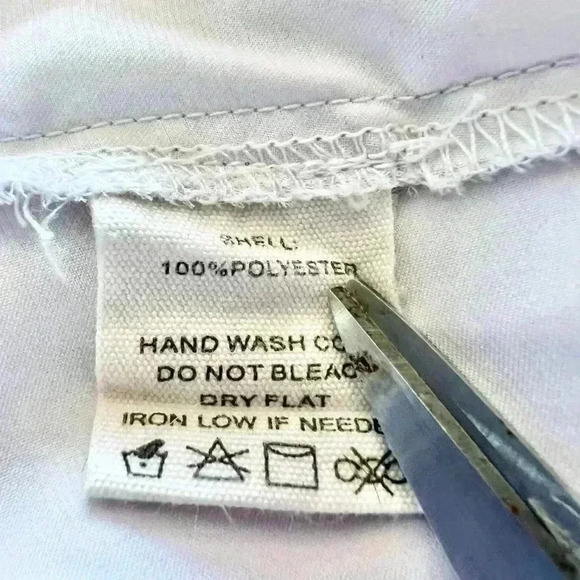 SHELL:
100%POLYESTER
HAND WASH CO
DO NOT BLEAC
DRY FLAT
IRON LOW IF NEEDE